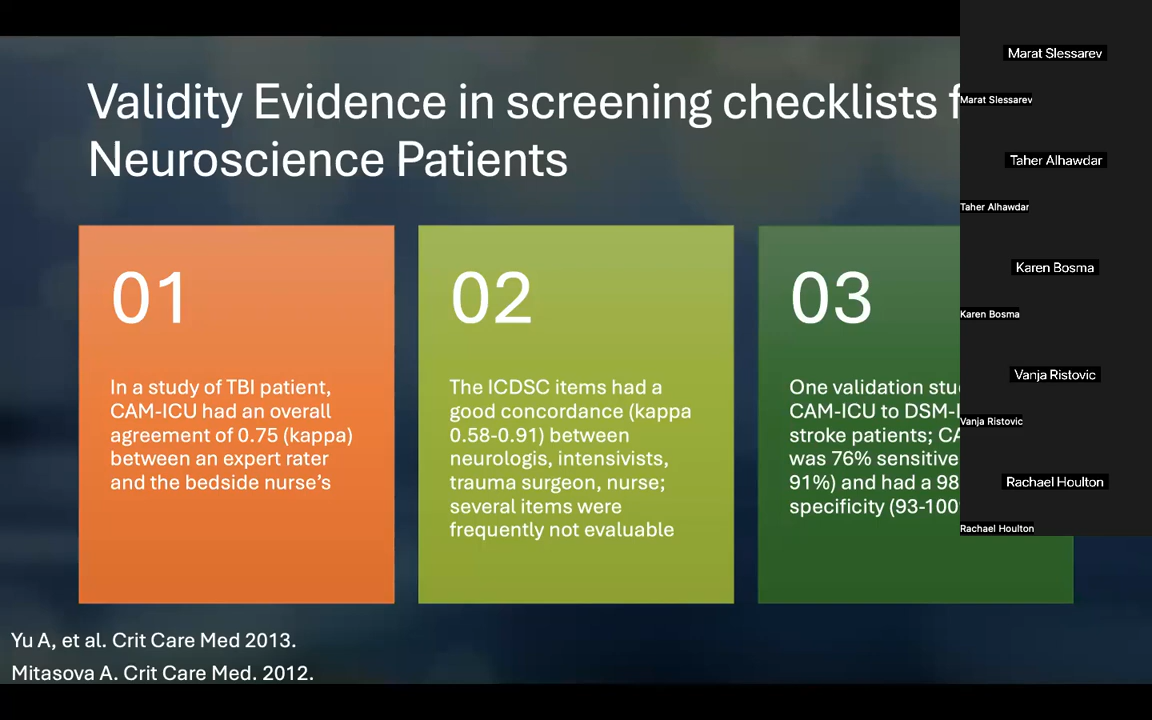 Validity Evidence in screening checklists
Neuroscience Patients
01
In a study of TBI patient,
CAM-ICU had an overall
agreement of 0.75 (kappa)
between an expert rater
and the bedside nurse's
02
The ICDSC items had a
good concordance (kappa
0.58-0.91) between
neurologis, intensivists,
trauma surgeon, nurse;
several items were
frequently not evaluable
03
One validation
CAM-ICU to
stroke patients;
was 76% sensitive
91%) and had a 98
specificity (93-100
Yu A, et al. Crit Care Med 2013.
Mitasova A. Crit Care Med. 2012.
Marat Slessarev
Marat Slessarev
Taher Alhawdar
Taher Alhawdar
Karen Bosma
Karen Bosma
Vanja Ristovic
Vanja Ristovic
Rachael Houlton
Rachael Houlton